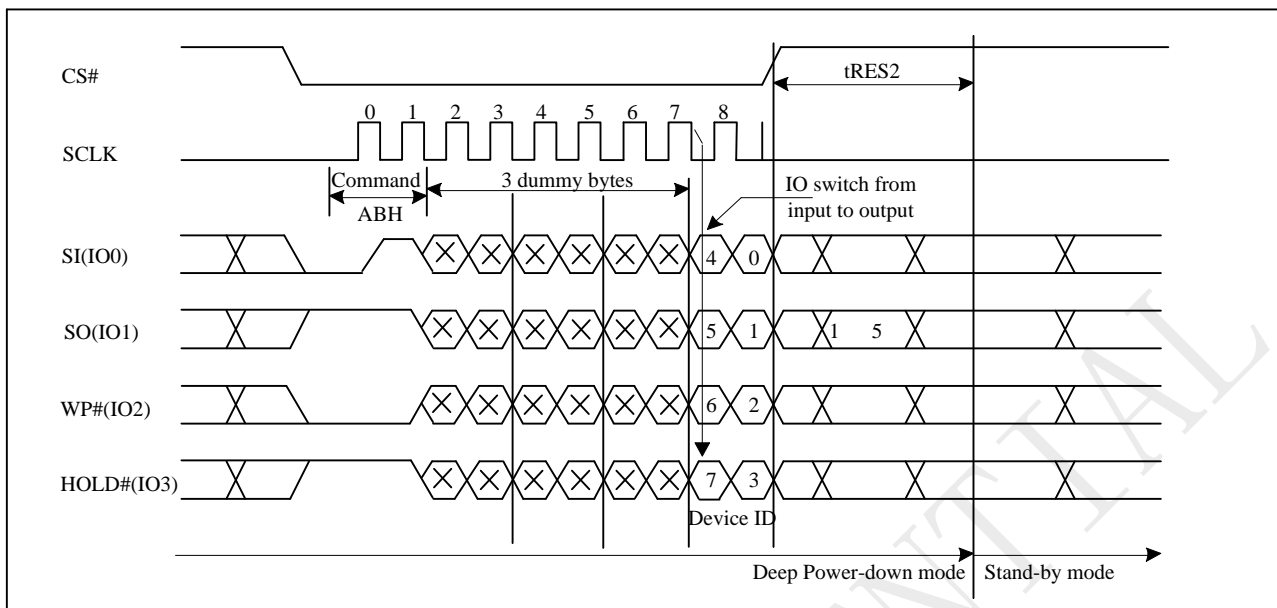 CS#
tRES2
0 1 2 3 4 5 6 7 8
SCLK
Command
ABH
3 dummy bytes
IO switch from
input to output
SI(IO0) 4 0
SO(IO1) 5 1 1 5
WP#(IO2) 6 2
HOLD#(IO3) 7 3
Device ID
Deep Power-down mode Stand-by mode